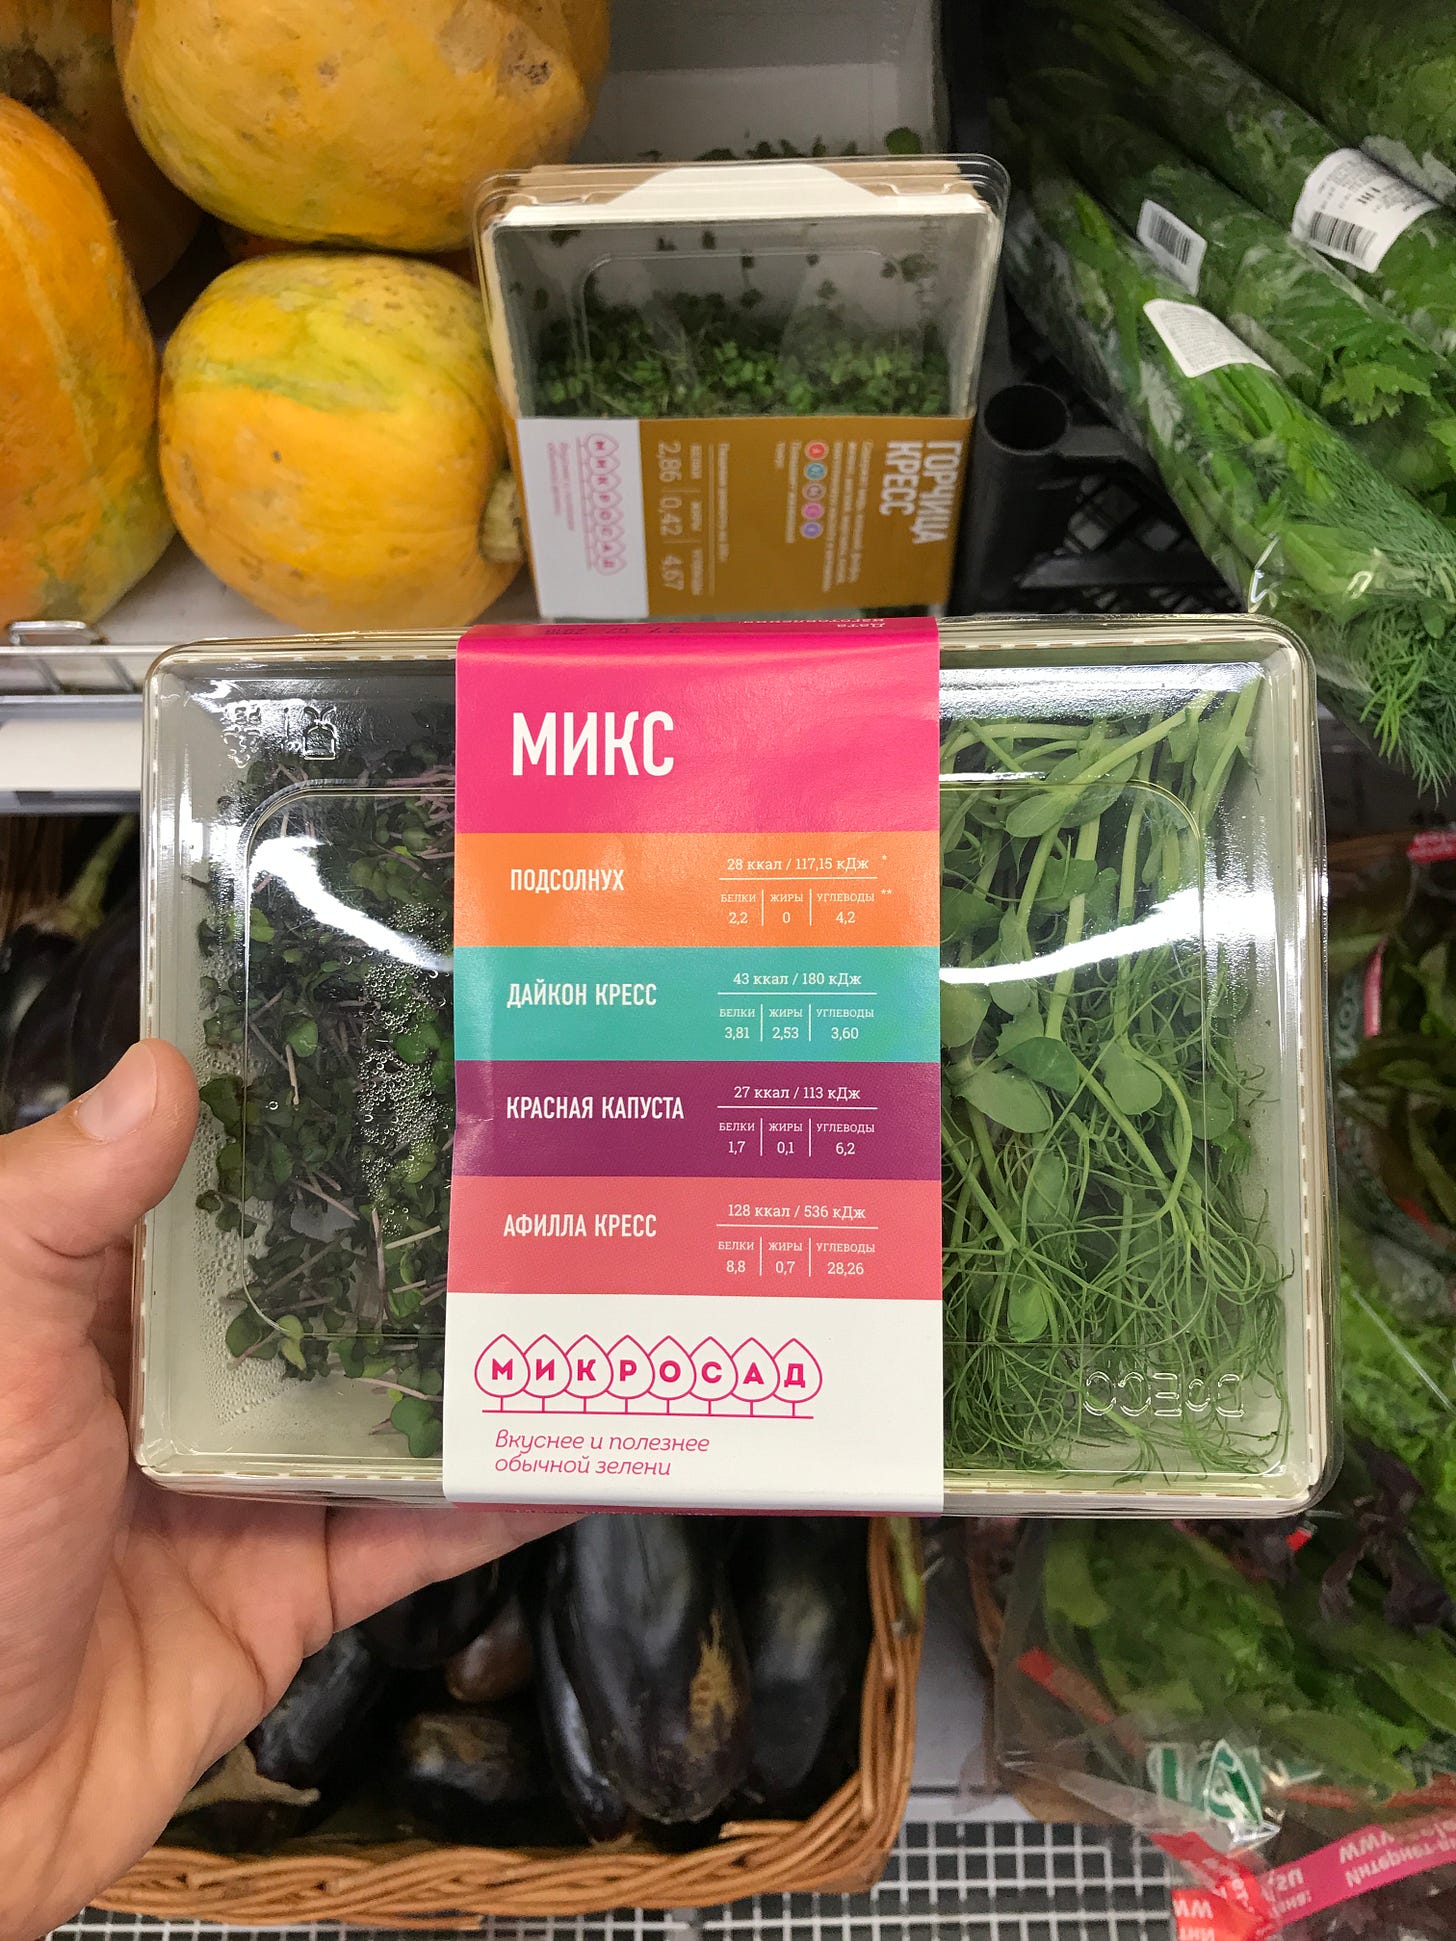 ГОРЧИЦА
КРЕСС
2,86 0,42 4,67
МИКРОСАД
Дата
изготовления:
МИКС
ПОДСОЛНУХ
28 ккал / 117,15 кДж *
БЕЛКИ ЖИРЫ УГЛЕВОДЫ **
2,2 0 4,2
ДАЙКОН КРЕСС
43 ккал / 180 кДж
БЕЛКИ ЖИРЫ УГЛЕВОДЫ
3,81 2,53 3,60
КРАСНАЯ КАПУСТА
27 ккал / 113 кДж
БЕЛКИ ЖИРЫ УГЛЕВОДЫ
1,7 0,1 6,2
АФИЛЛА КРЕСС
128 ккал / 536 кДж
БЕЛКИ ЖИРЫ УГЛЕВОДЫ
8,8 0,7 28,26
МИКРОСАД
Вкуснее и полезнее
обычной зелени